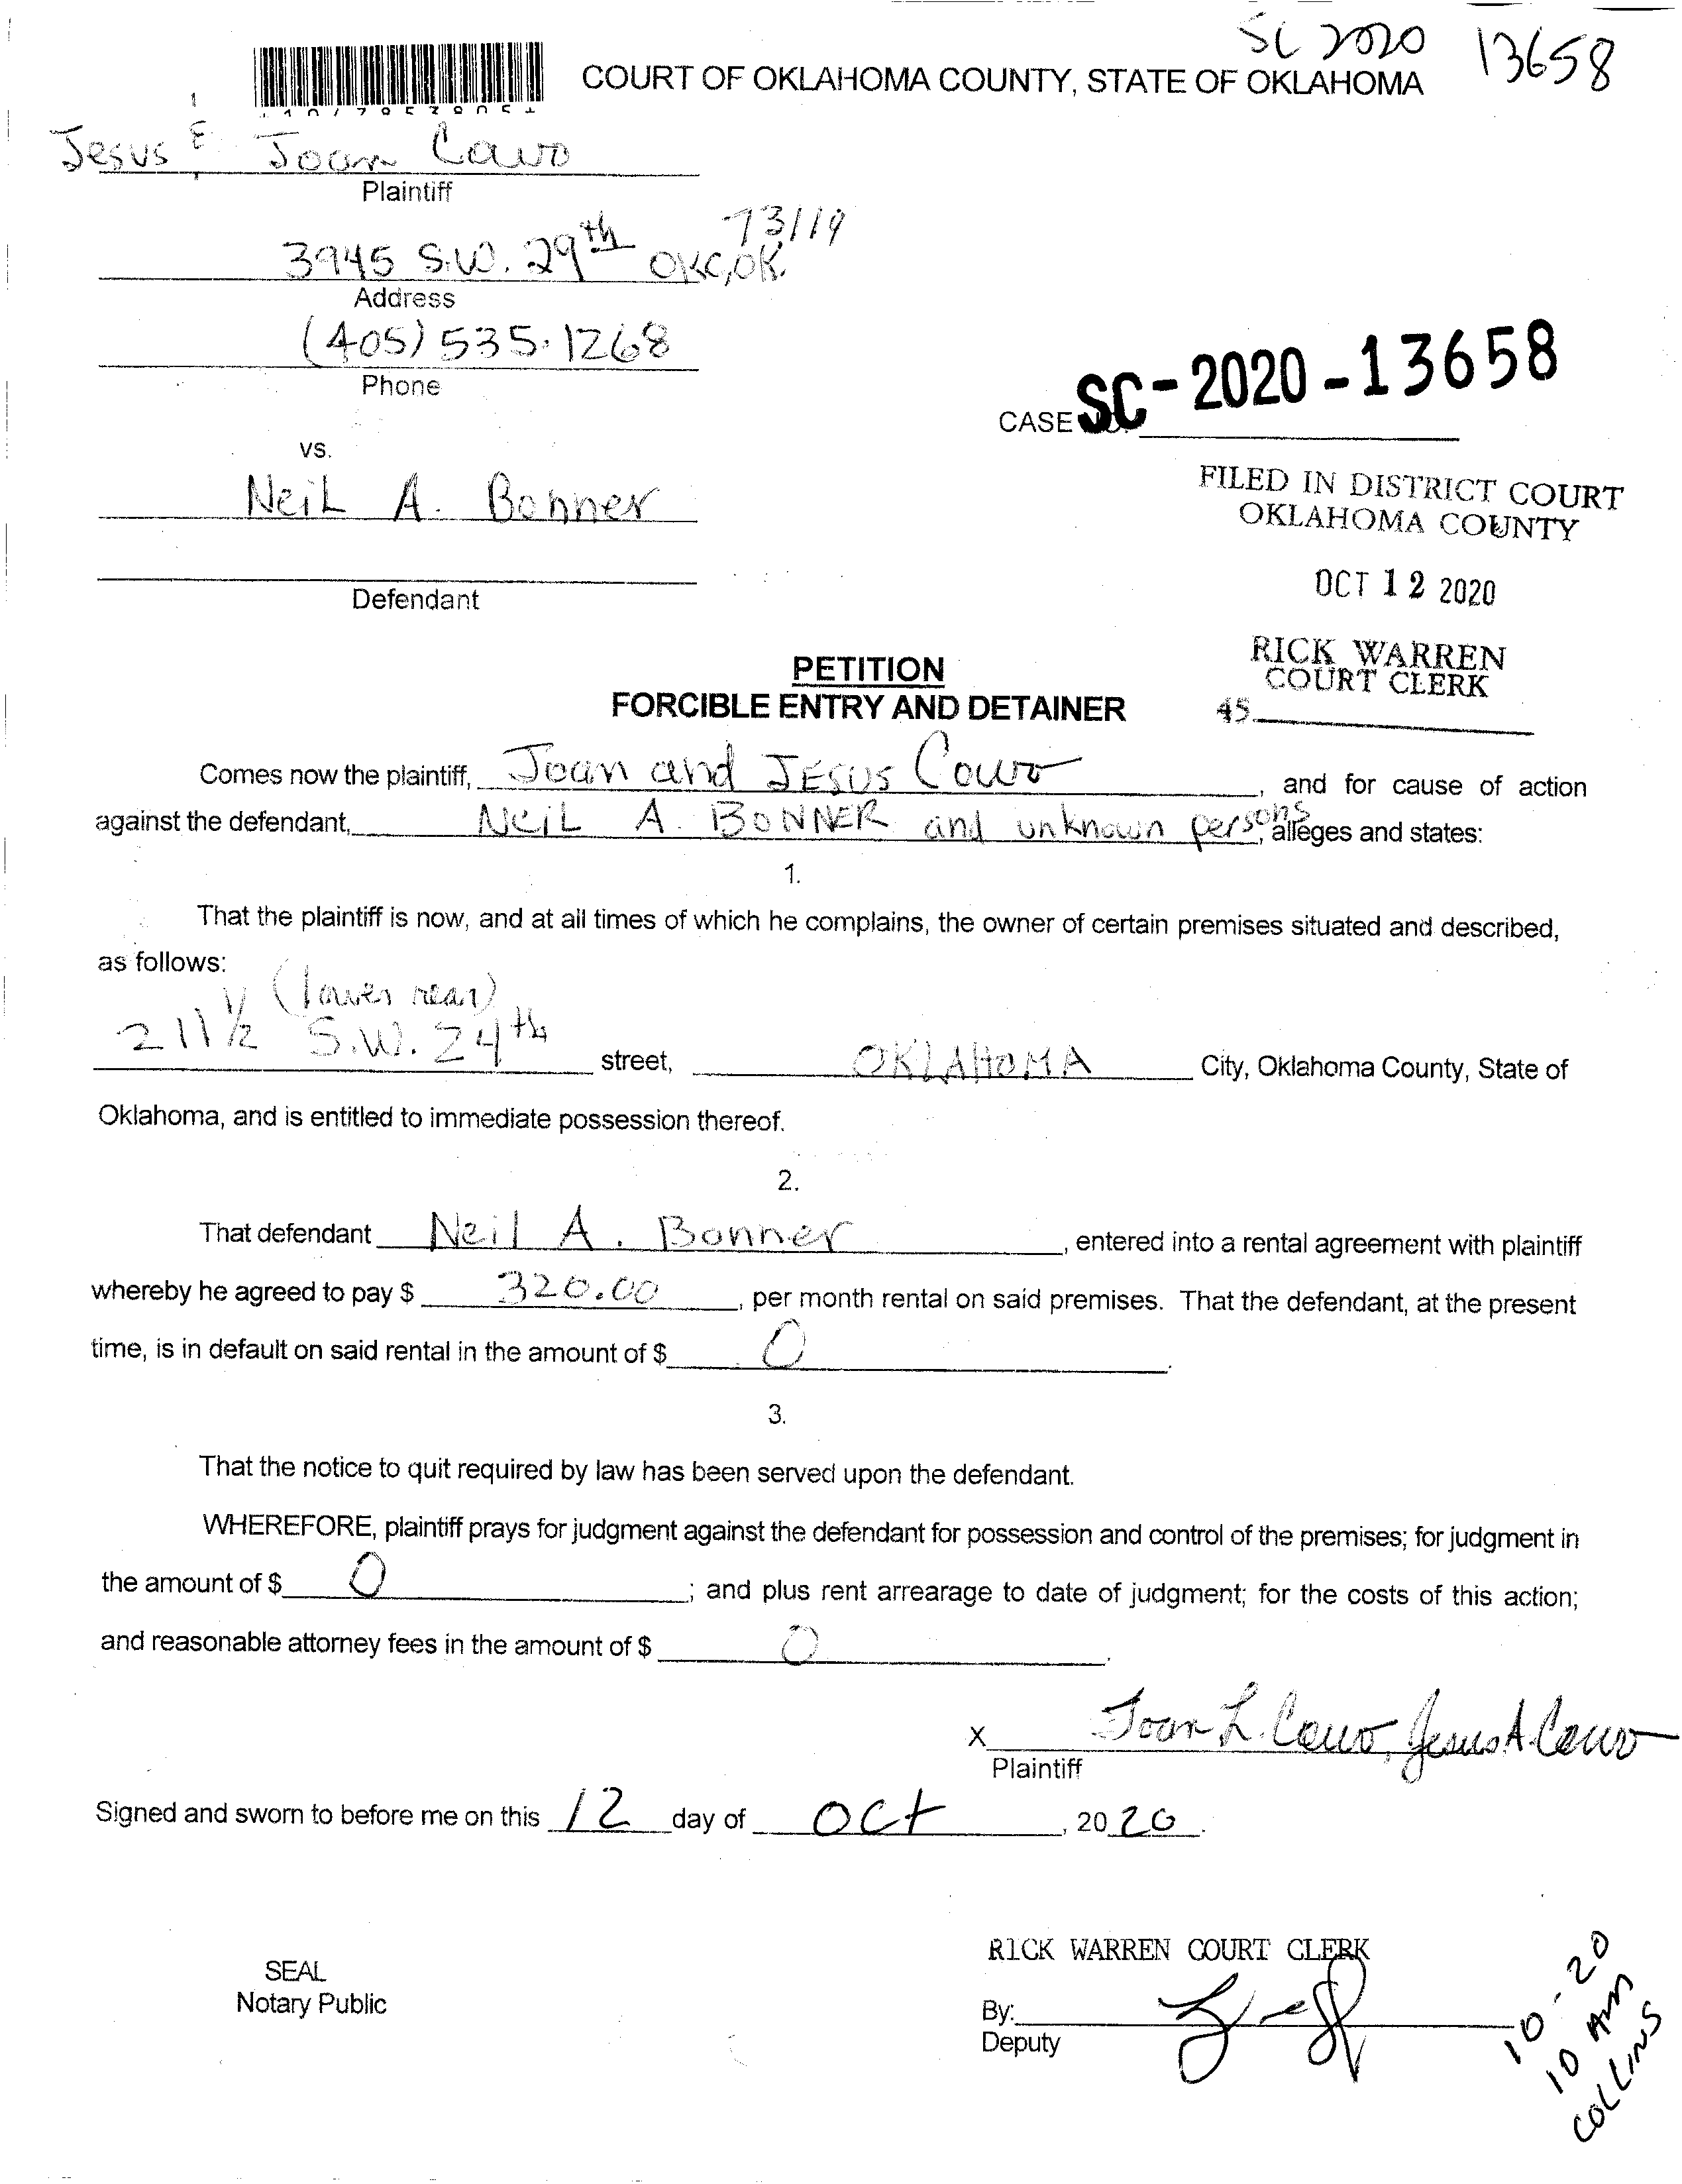 SC 2020 13658
COURT OF OKLAHOMA COUNTY, STATE OF OKLAHOMA
Jesus & Joan Cawo
Plaintiff
73119
3945 S.W. 29th OKC, OK.
Address
(405) 535-1268
Phone
SC-2020-13658
CASE NO.
vs.
Neil A. Bonner
FILED IN DISTRICT COURT
OKLAHOMA COUNTY
OCT 12 2020
Defendant
RICK WARREN
COURT CLERK
45
PETITION
FORCIBLE ENTRY AND DETAINER
Comes now the plaintiff, Joan and JESUS Cawo, and for cause of action
against the defendant, NEIL A. BONNER and unknown persons, alleges and states:
1.
That the plaintiff is now, and at all times of which he complains, the owner of certain premises situated and described,
as follows:
(lower rear)
211 1/2 S.W. 24th street, OKLAHOMA City, Oklahoma County, State of
Oklahoma, and is entitled to immediate possession thereof.
2.
That defendant Neil A. Bonner, entered into a rental agreement with plaintiff
whereby he agreed to pay $ 320.00, per month rental on said premises. That the defendant, at the present
time, is in default on said rental in the amount of $ 0.
3.
That the notice to quit required by law has been served upon the defendant.
WHEREFORE, plaintiff prays for judgment against the defendant for possession and control of the premises; for judgment in
the amount of $ 0; and plus rent arrearage to date of judgment; for the costs of this action;
and reasonable attorney fees in the amount of $ 0.
X Joan L. Cawo, Jesus A. Cawo
Plaintiff
Signed and sworn to before me on this 12 day of Oct, 2020.
RICK WARREN COURT CLERK
SEAL
Notary Public
By:
Deputy
10-20
10 AM
COLLINS